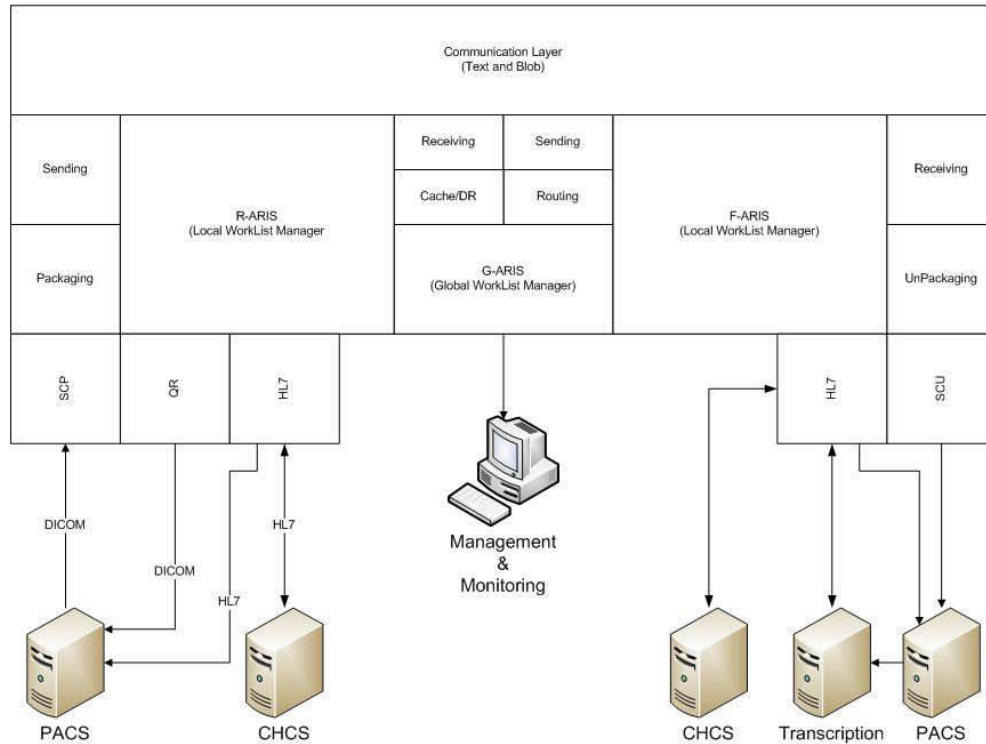 Communication Layer
(Text and Blob)
Sending
R-ARIS
(Local WorkList Manager
Receiving
Sending
Cache/DR
Routing
G-ARIS
(Global WorkList Manager)
F-ARIS
(Local WorkList Manager)
Receiving
Packaging
UnPackaging
SCP
QR
HL7
HL7
SCU
DICOM
DICOM
HL7
HL7
Management
&
Monitoring
PACS
CHCS
CHCS
Transcription
PACS